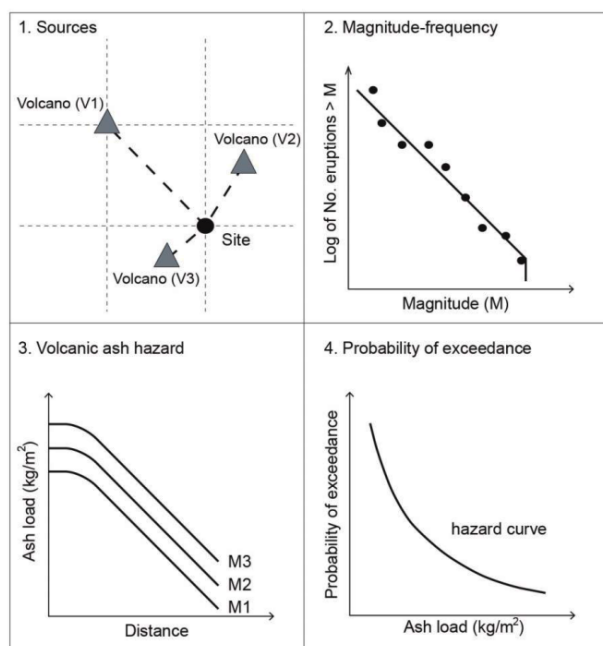 1. Sources
Volcano (V1)
Volcano (V2)
Site
Volcano (V3)
2. Magnitude-frequency
Log of No. eruptions > M
Magnitude (M)
3. Volcanic ash hazard
Ash load (kg/m²)
M3
M2
M1
Distance
4. Probability of exceedance
Probability of exceedance
hazard curve
Ash load (kg/m²)